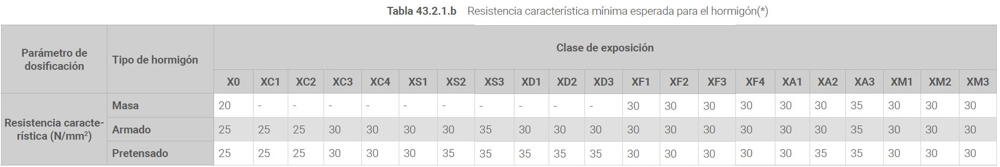 Tabla 43.2.1.b Resistencia característica mínima esperada para el hormigón(*)
Parámetro de dosificación Tipo de hormigón Clase de exposición
X0 XC1 XC2 XC3 XC4 XS1 XS2 XS3 XD1 XD2 XD3 XF1 XF2 XF3 XF4 XA1 XA2 XA3 XM1 XM2 XM3
Resistencia caracte-
rística (N/mm²)
Masa 20 - - - - - - - - - - 30 30 30 30 30 30 35 30 30 30
Armado 25 25 25 30 30 30 30 35 30 30 30 30 30 30 30 30 30 35 30 30 30
Pretensado 25 25 25 30 30 30 35 35 35 35 35 30 30 30 30 30 35 35 30 30 30